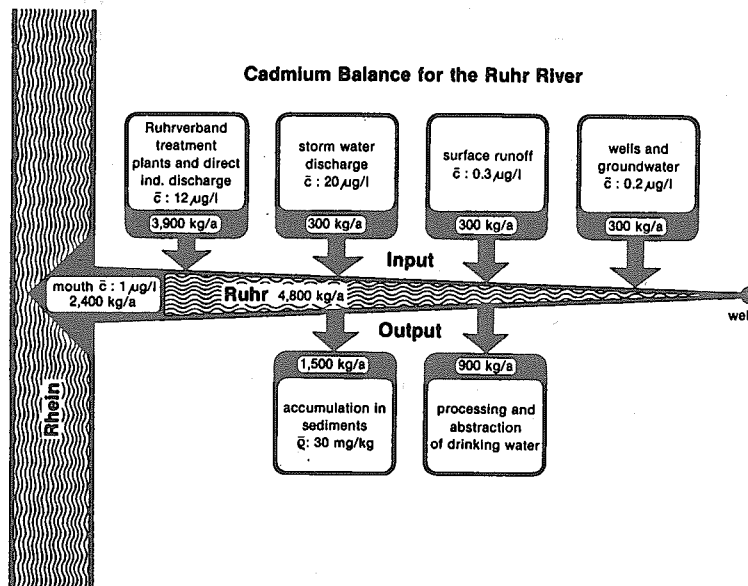 Cadmium Balance for the Ruhr River
Ruhrverband
treatment
plants and direct
ind. discharge
c̄ : 12 µg/l
3,900 kg/a
storm water
discharge
c̄ : 20 µg/l
300 kg/a
surface runoff
c̄ : 0.3 µg/l
300 kg/a
wells and
groundwater
c̄ : 0.2 µg/l
300 kg/a
Input
mouth c̄ : 1 µg/l
2,400 kg/a
Ruhr 4,800 kg/a
wel
Output
1,500 kg/a
accumulation in
sediments
ϱ̄: 30 mg/kg
900 kg/a
processing and
abstraction
of drinking water
Rhein